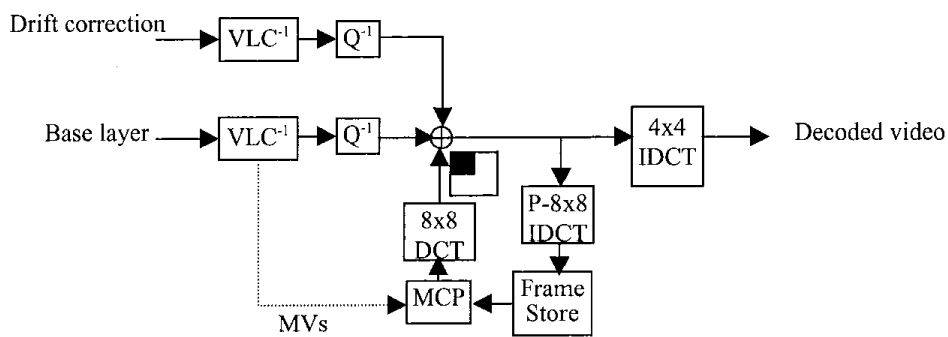 Drift correction
VLC⁻¹
Q⁻¹
Base layer
VLC⁻¹
Q⁻¹
4x4
IDCT
Decoded video
8x8
DCT
P-8x8
IDCT
MCP
Frame
Store
MVs